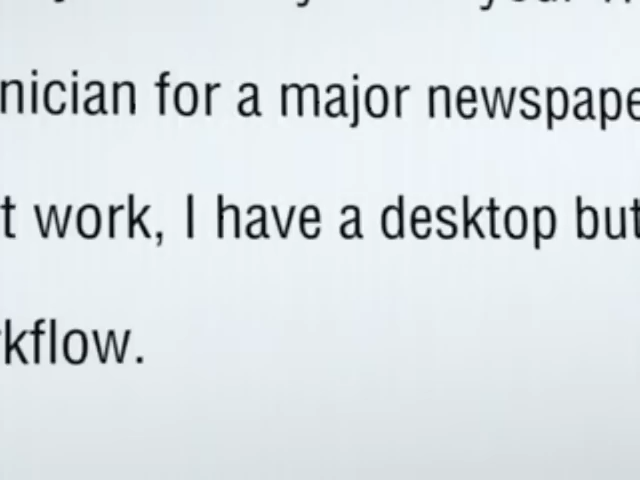 nician for a major newspape
t work, I have a desktop but
kflow.